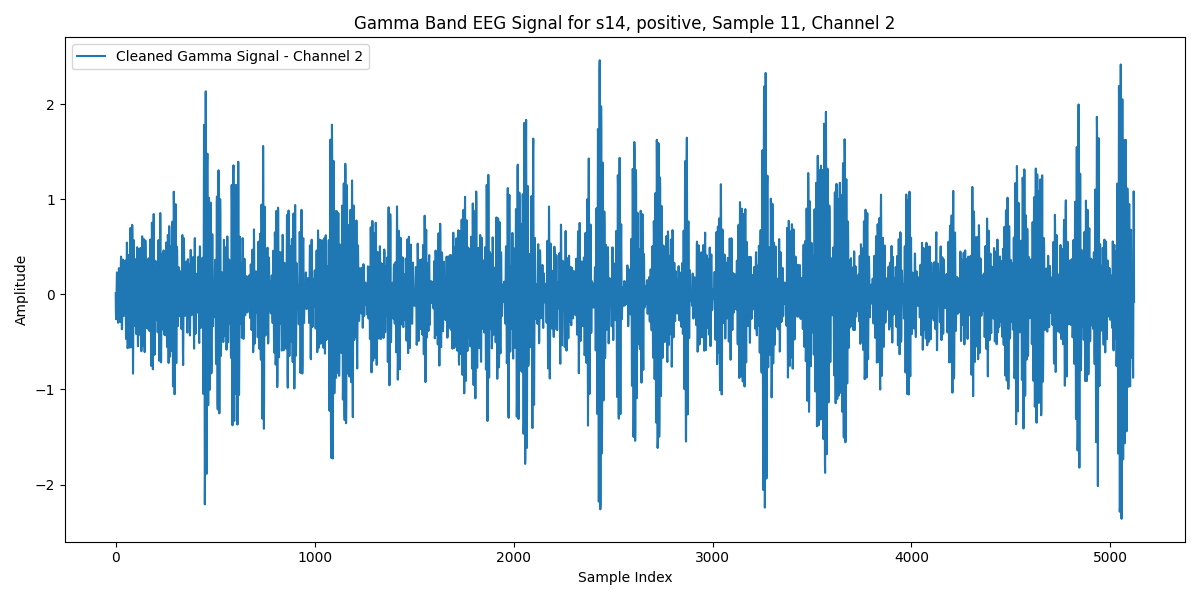 Gamma Band EEG Signal for s14, positive, Sample 11, Channel 2
Cleaned Gamma Signal - Channel 2
Amplitude
2
1
0
−1
−2
0 1000 2000 3000 4000 5000
Sample Index